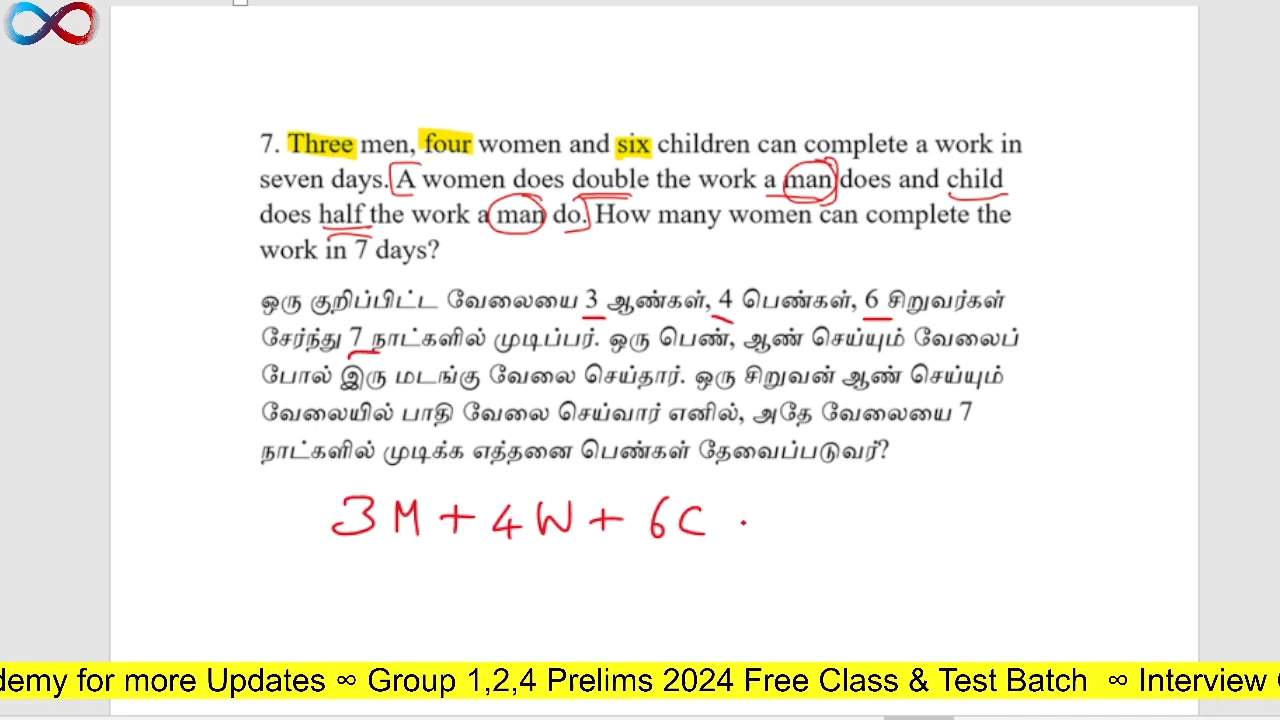 7. Three men, four women and six children can complete a work in
seven days. A women does double the work a man does and child
does half the work a man do. How many women can complete the
work in 7 days?
ஒரு குறிப்பிட்ட வேலையை 3 ஆண்கள், 4 பெண்கள், 6 சிறுவர்கள்
சேர்ந்து 7 நாட்களில் முடிப்பர். ஒரு பெண், ஆண் செய்யும் வேலைப்
போல் இரு மடங்கு வேலை செய்தார். ஒரு சிறுவன் ஆண் செய்யும்
வேலையில் பாதி வேலை செய்வார் எனில், அதே வேலையை 7
நாட்களில் முடிக்க எத்தனை பெண்கள் தேவைப்படுவர்?
3M + 4W + 6C
demy for more Updates ∞ Group 1,2,4 Prelims 2024 Free Class & Test Batch ∞ Interview